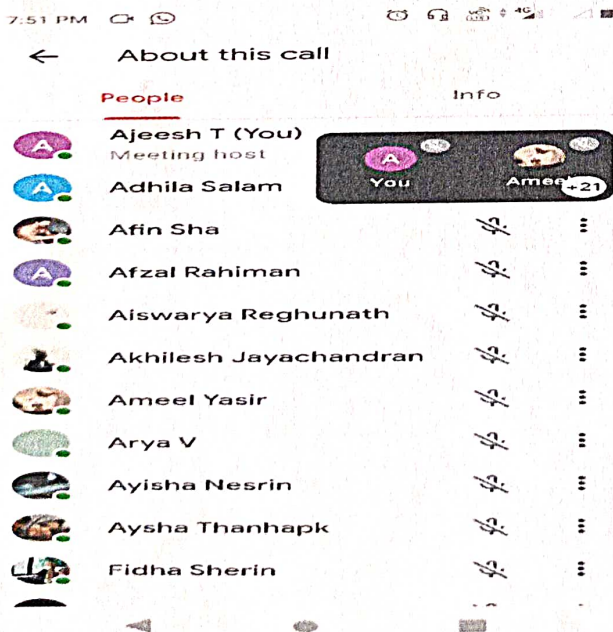 7:51 PM 4G
About this call
People Info
Ajeesh T (You)
Meeting host
A You Amee +21
A Adhila Salam
Afin Sha
A Afzal Rahiman
Aiswarya Reghunath
Akhilesh Jayachandran
Ameel Yasir
Arya V
Ayisha Nesrin
Aysha Thanhapk
Fidha Sherin